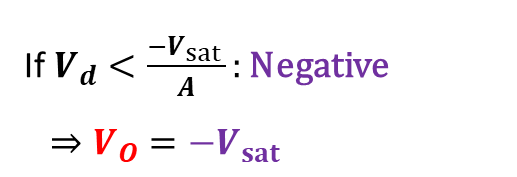 If V_d < −V_sat / A : Negative
⇒ V_O = −V_sat